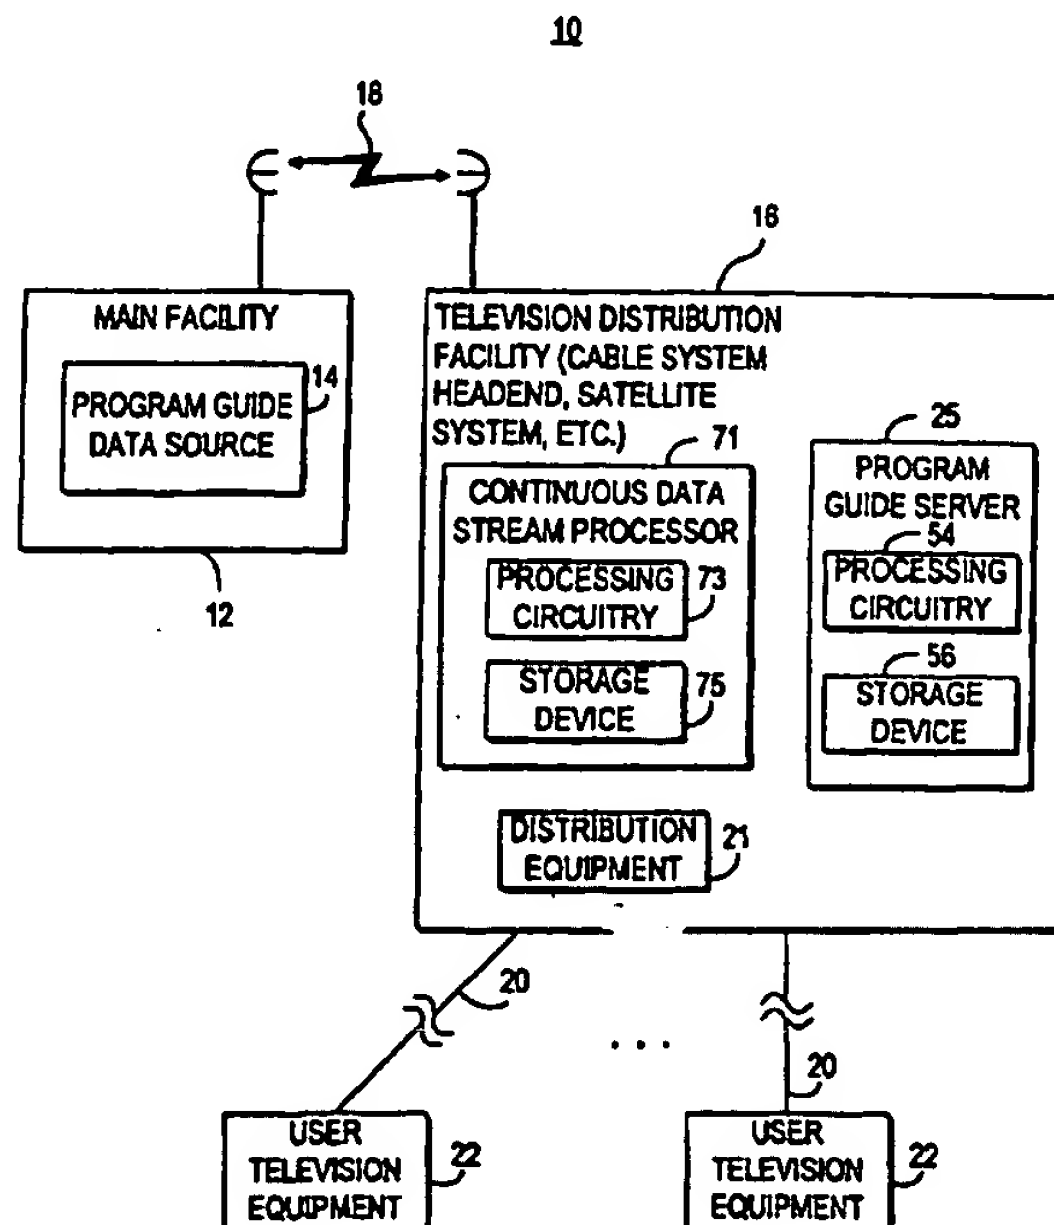 10
18
16
MAIN FACILITY
PROGRAM GUIDE
DATA SOURCE
14
12
TELEVISION DISTRIBUTION
FACILITY (CABLE SYSTEM
HEADEND, SATELLITE
SYSTEM, ETC.)
71
CONTINUOUS DATA
STREAM PROCESSOR
PROCESSING
CIRCUITRY
73
STORAGE
DEVICE
75
25
PROGRAM
GUIDE SERVER
54
PROCESSING
CIRCUITRY
56
STORAGE
DEVICE
DISTRIBUTION
EQUIPMENT
21
20
...
20
USER
TELEVISION
EQUIPMENT
22
USER
TELEVISION
EQUIPMENT
22